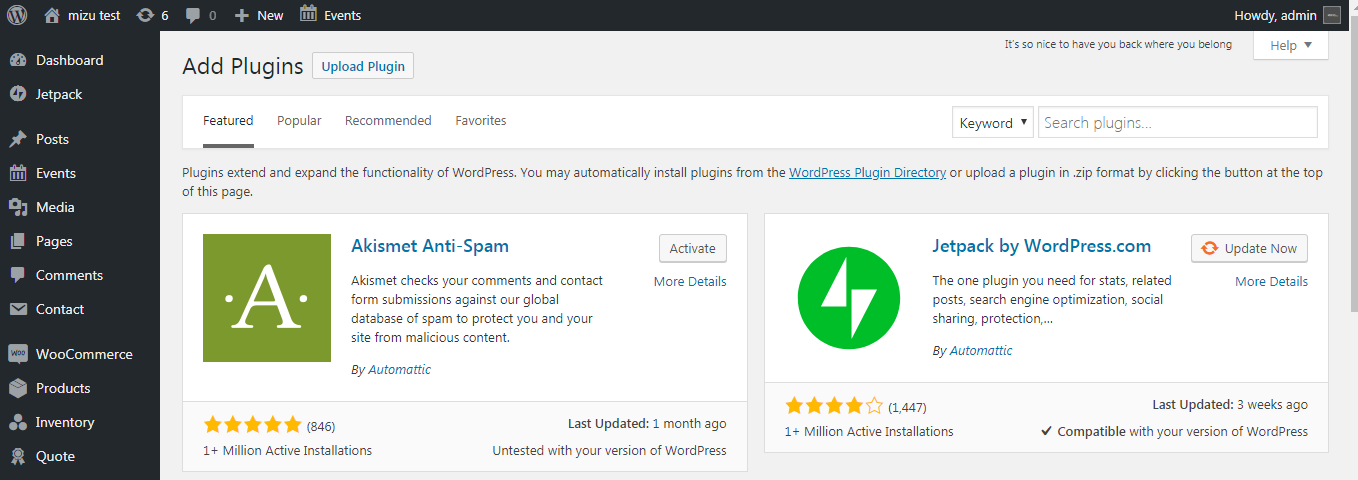 mizu test 6 0 New Events Howdy, admin
It's so nice to have you back where you belong Help
Dashboard
Jetpack
Posts
Events
Media
Pages
Comments
Contact
WooCommerce
Products
Inventory
Quote
Add Plugins Upload Plugin
Featured Popular Recommended Favorites Keyword Search plugins...
Plugins extend and expand the functionality of WordPress. You may automatically install plugins from the WordPress Plugin Directory or upload a plugin in .zip format by clicking the button at the top
of this page.
A
Akismet Anti-Spam
Activate
More Details
Akismet checks your comments and contact
form submissions against our global
database of spam to protect you and your
site from malicious content.
By Automattic
(846)
Last Updated: 1 month ago
1+ Million Active Installations
Untested with your version of WordPress
Jetpack by WordPress.com
Update Now
More Details
The one plugin you need for stats, related
posts, search engine optimization, social
sharing, protection,...
By Automattic
(1,447)
Last Updated: 3 weeks ago
1+ Million Active Installations
Compatible with your version of WordPress